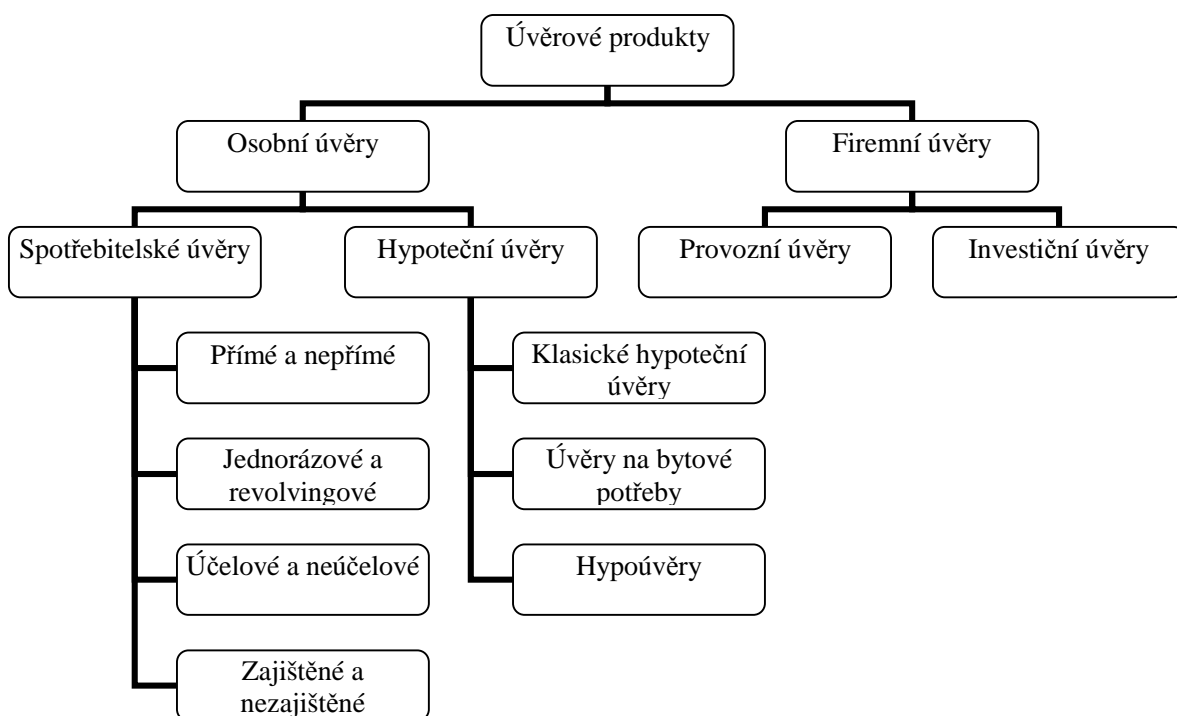 Úvěrové produkty
Osobní úvěry
Firemní úvěry
Spotřebitelské úvěry
Hypoteční úvěry
Provozní úvěry
Investiční úvěry
Přímé a nepřímé
Klasické hypoteční
úvěry
Jednorázové a
revolvingové
Úvěry na bytové
potřeby
Účelové a neúčelové
Hypoúvěry
Zajištěné a
nezajištěné